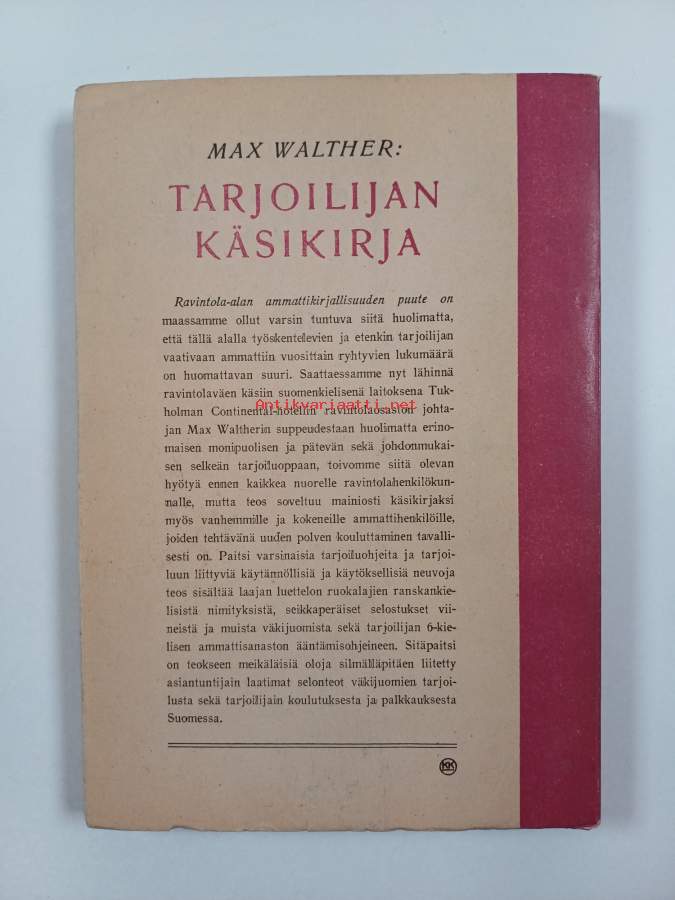 MAX WALTHER:
TARJOILIJAN
KÄSIKIRJA
Ravintola-alan ammattikirjallisuuden puute on
maassamme ollut varsin tuntuva siitä huolimatta,
että tällä alalla työskentelevien ja etenkin tarjoilijan
vaativaan ammattiin vuosittain ryhtyvien lukumäärä
on huomattavan suuri. Saattaessamme nyt lähinnä
ravintolaväen käsiin suomenkielisenä laitoksena Tuk-
Antikvariaatti.net
holman Continental-hotellin ravintolaosaston johta-
jan Max Waltherin suppeudestaan huolimatta erino-
maisen monipuolisen ja pätevän sekä johdonmukai-
sen selkeän tarjoiluoppaan, toivomme siitä olevan
hyötyä ennen kaikkea nuorelle ravintolahenkilökun-
nalle, mutta teos soveltuu mainiosti käsikirjaksi
myös vanhemmille ja kokeneille ammattihenkilöille,
joiden tehtävänä uuden polven kouluttaminen tavalli-
sesti on. Paitsi varsinaisia tarjoiluohjeita ja tarjoi-
luun liittyviä käytännöllisiä ja käytöksellisiä neuvoja
teos sisältää laajan luettelon ruokalajien ranskankie-
lisistä nimityksistä, seikkaperäiset selostukset vii-
neistä ja muista väkijuomista sekä tarjoilijan 6-kie-
lisen ammattisanaston ääntämisohjeineen. Sitäpaitsi
on teokseen meikäläisiä oloja silmälläpitäen liitetty
asiantuntijain laatimat selonteot väkijuomien tarjoi-
lusta sekä tarjoilijain koulutuksesta ja palkkauksesta
Suomessa.
KK